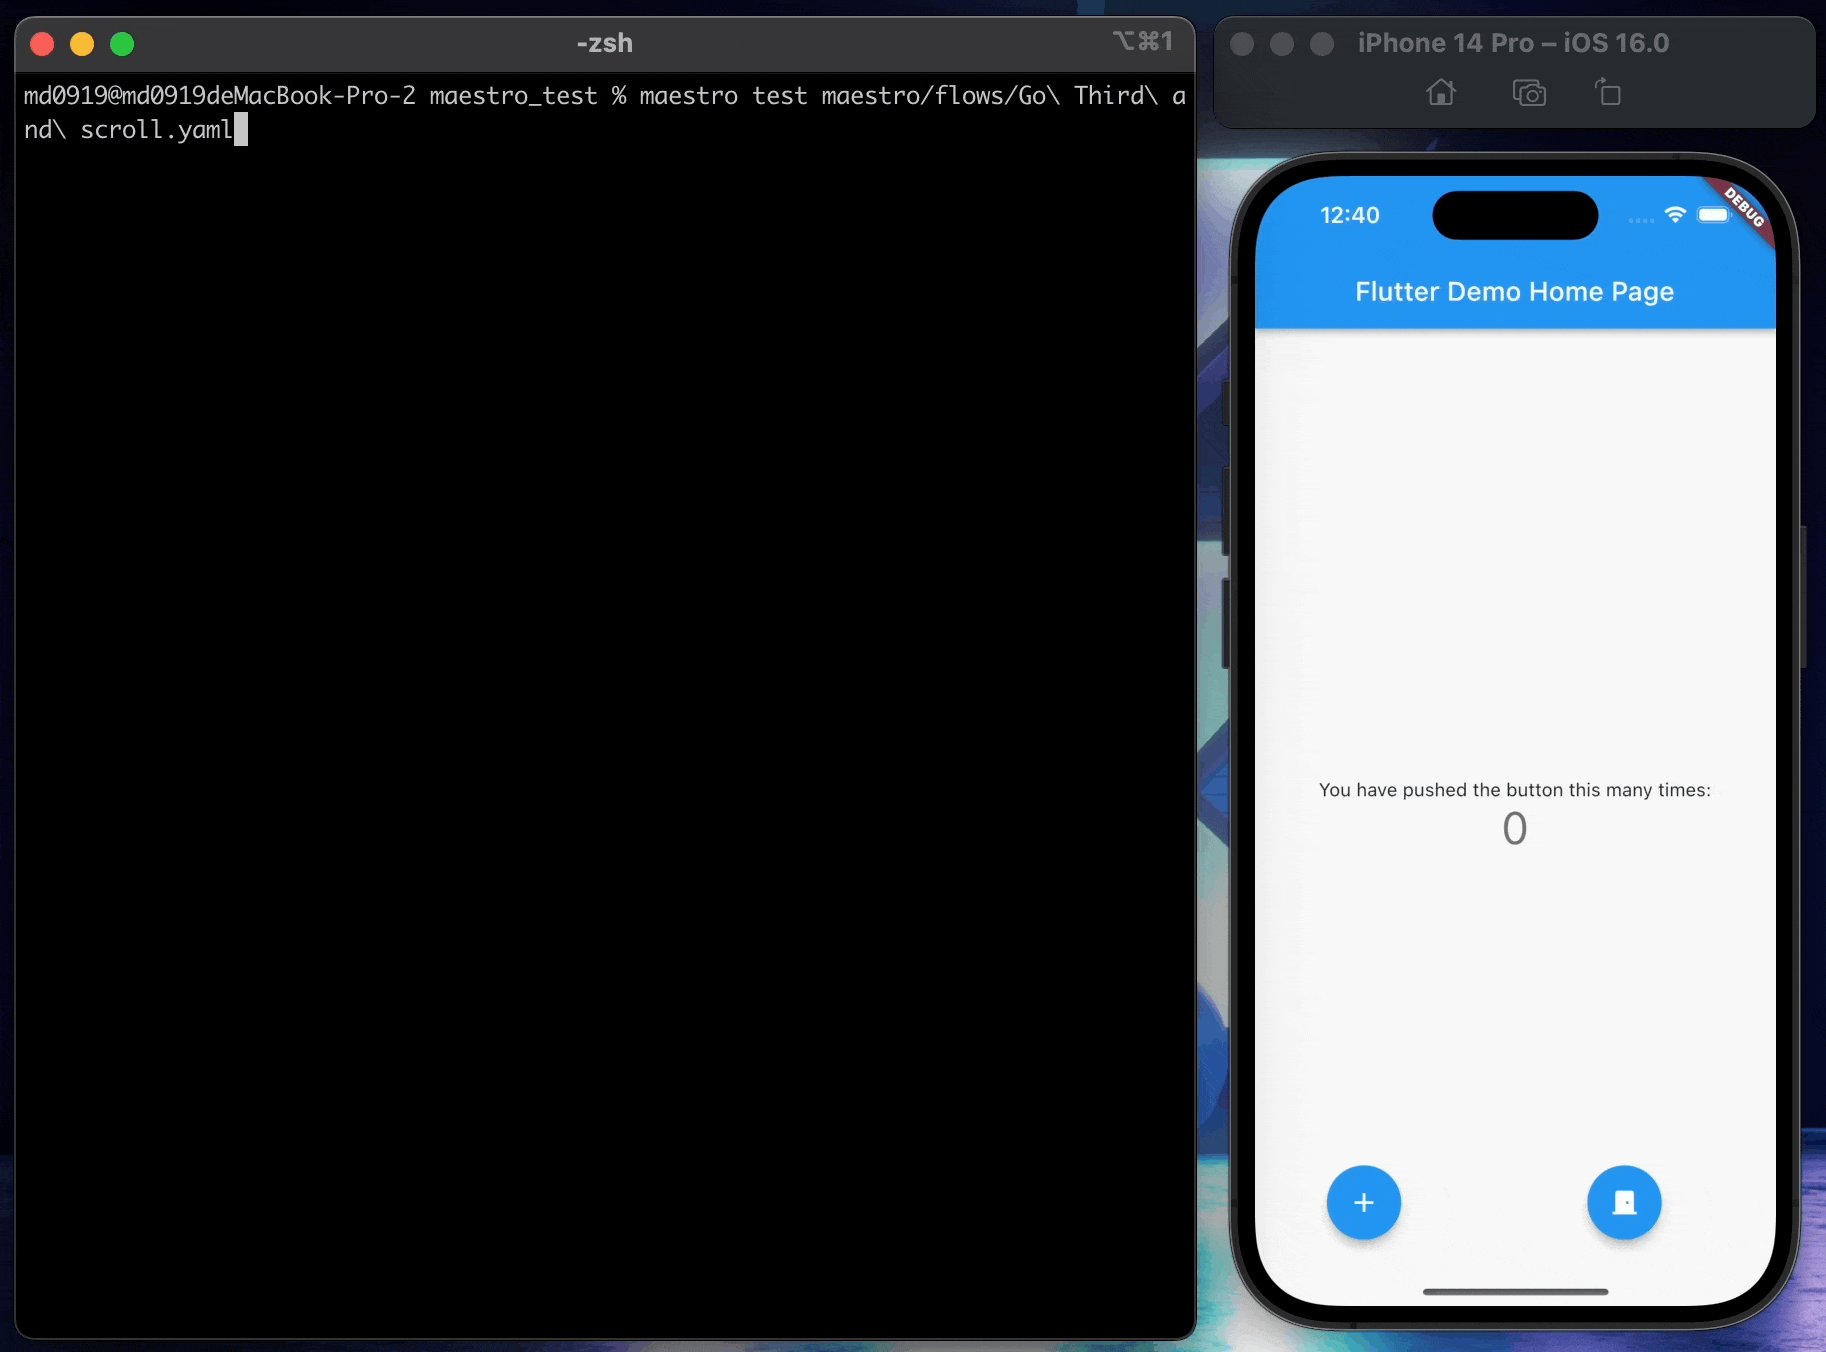 -zsh
⌥⌘1
md0919@md0919deMacBook-Pro-2 maestro_test % maestro test maestro/flows/Go\ Third\ a
nd\ scroll.yaml
iPhone 14 Pro – iOS 16.0
12:40
DEBUG
Flutter Demo Home Page
You have pushed the button this many times:
0